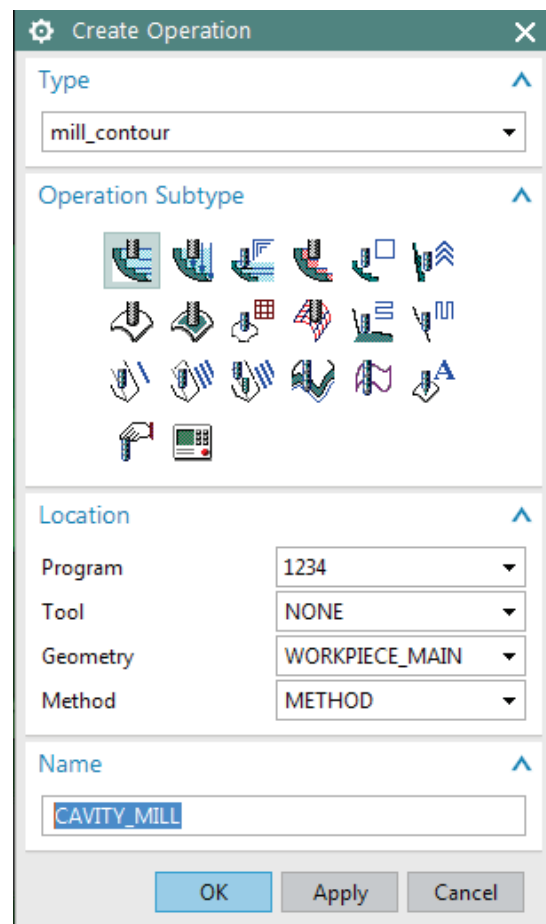 Create Operation
Type
mill_contour
Operation Subtype
A
Location
Program 1234
Tool NONE
Geometry WORKPIECE_MAIN
Method METHOD
Name
CAVITY_MILL
OK Apply Cancel